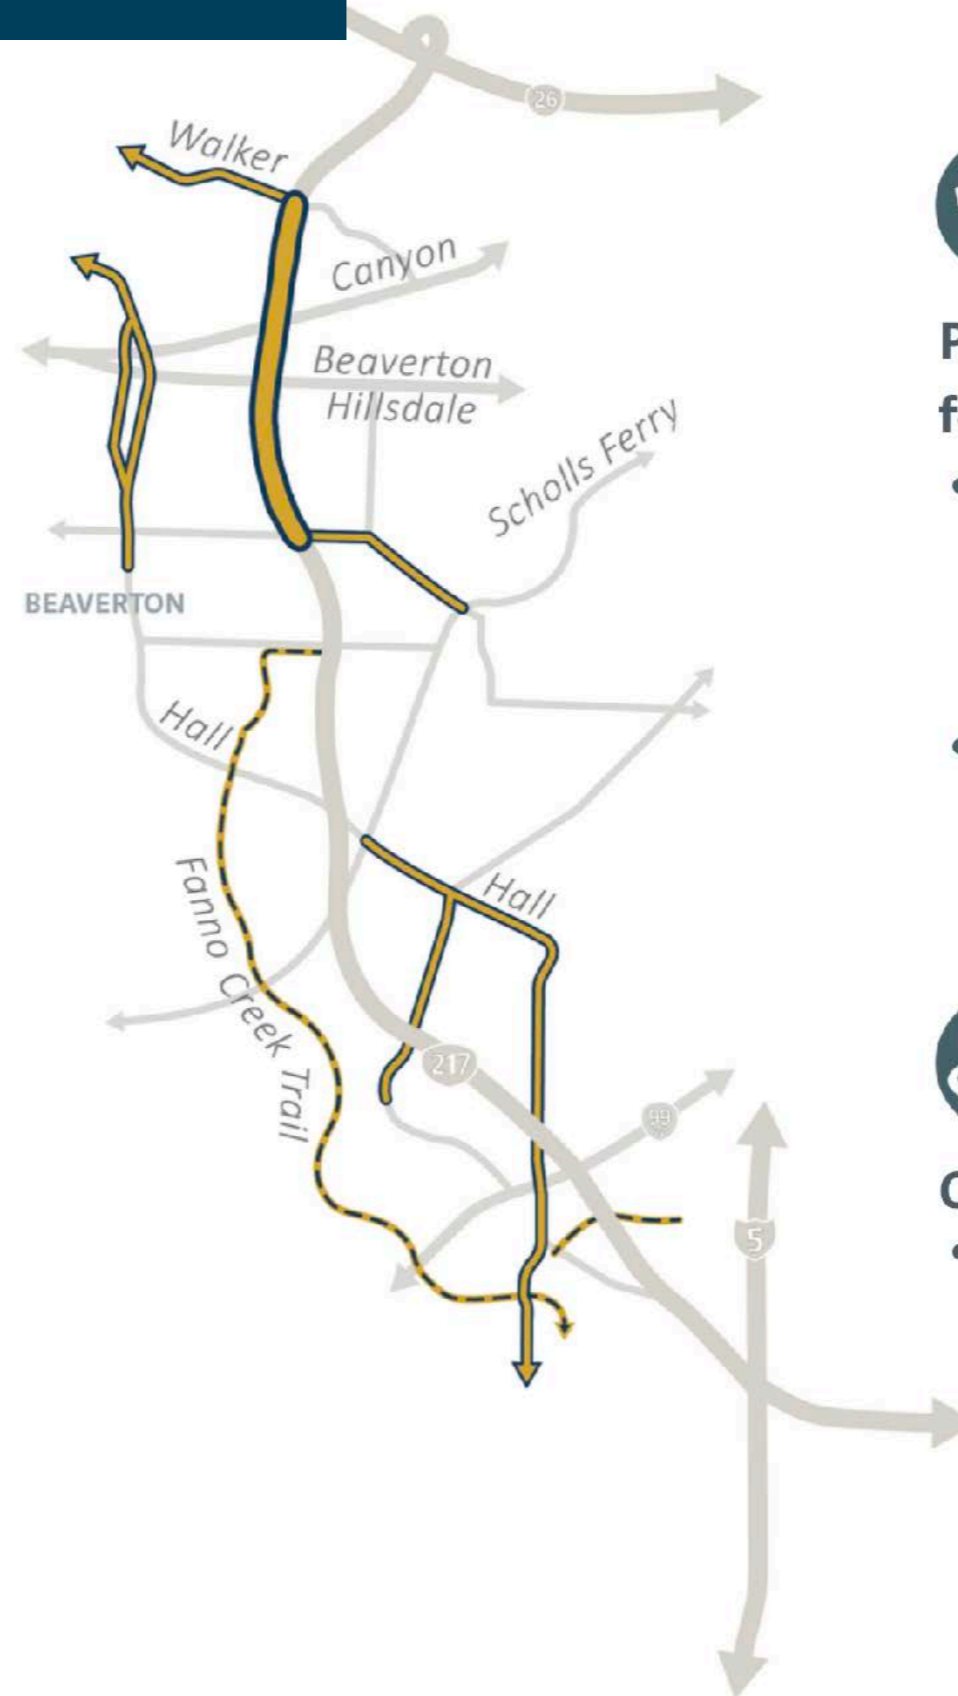 26
Walker
Canyon
Beaverton
Hillsdale
Scholls Ferry
BEAVERTON
Hall
Hall
Fanno Creek Trail
217
99
5